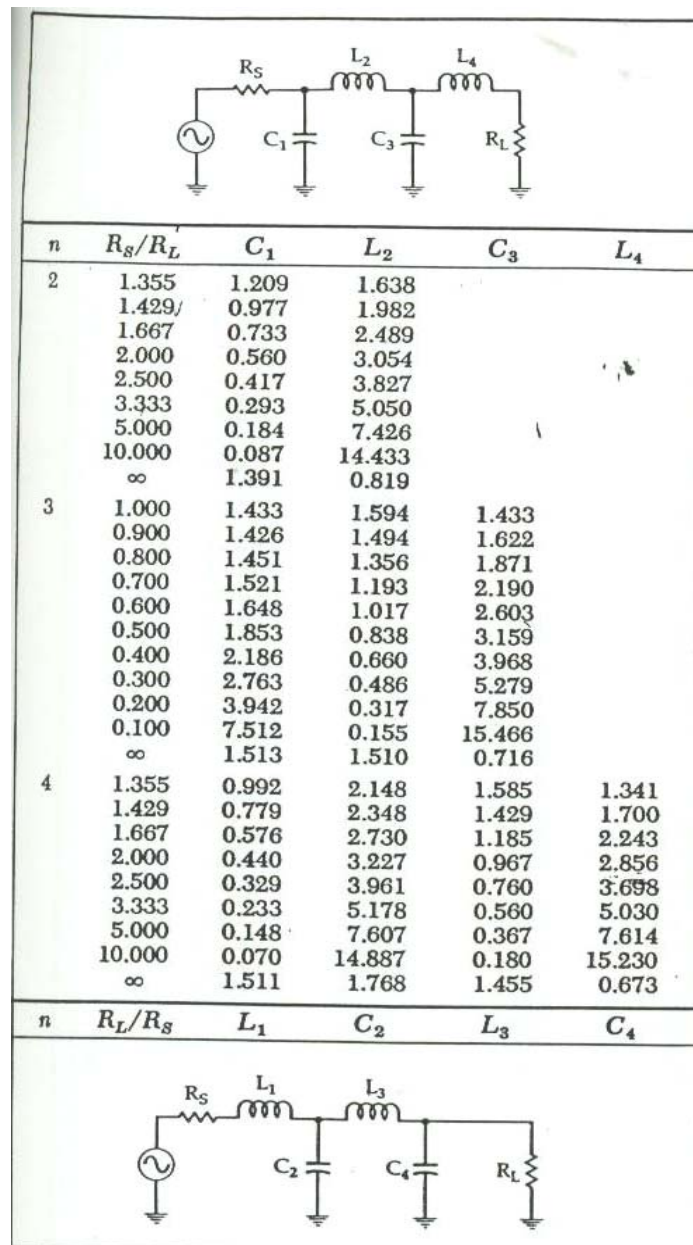 R_S L_2 L_4
C_1 C_3 R_L
n R_S/R_L C_1 L_2 C_3 L_4
2 1.355 1.209 1.638
1.429 0.977 1.982
1.667 0.733 2.489
2.000 0.560 3.054
2.500 0.417 3.827
3.333 0.293 5.050
5.000 0.184 7.426
10.000 0.087 14.433
∞ 1.391 0.819
3 1.000 1.433 1.594 1.433
0.900 1.426 1.494 1.622
0.800 1.451 1.356 1.871
0.700 1.521 1.193 2.190
0.600 1.648 1.017 2.603
0.500 1.853 0.838 3.159
0.400 2.186 0.660 3.968
0.300 2.763 0.486 5.279
0.200 3.942 0.317 7.850
0.100 7.512 0.155 15.466
∞ 1.513 1.510 0.716
4 1.355 0.992 2.148 1.585 1.341
1.429 0.779 2.348 1.429 1.700
1.667 0.576 2.730 1.185 2.243
2.000 0.440 3.227 0.967 2.856
2.500 0.329 3.961 0.760 3.698
3.333 0.233 5.178 0.560 5.030
5.000 0.148 7.607 0.367 7.614
10.000 0.070 14.887 0.180 15.230
∞ 1.511 1.768 1.455 0.673
n R_L/R_S L_1 C_2 L_3 C_4
R_S L_1 L_3
C_2 C_4 R_L